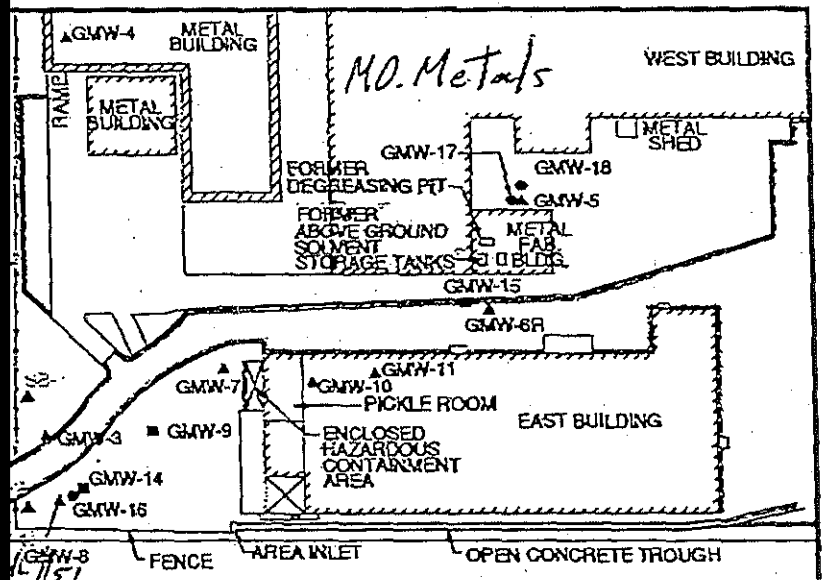 GMW-4
METAL
BUILDING
MO. Metals
WEST BUILDING
RAMP
METAL
BUILDING
METAL
SHED
GMW-17
GMW-18
GMW-5
FORMER
DEGREASING PIT
FORMER
ABOVE GROUND
SOLVENT
STORAGE TANKS
METAL
FAB
BLDG.
GMW-15
GMW-6R
GMW-7
GMW-10
GMW-11
PICKLE ROOM
EAST BUILDING
GMW-3
GMW-9
ENCLOSED
HAZARDOUS
CONTAINMENT
AREA
GMW-14
GMW-16
GMW-8
FENCE
AREA INLET
OPEN CONCRETE TROUGH